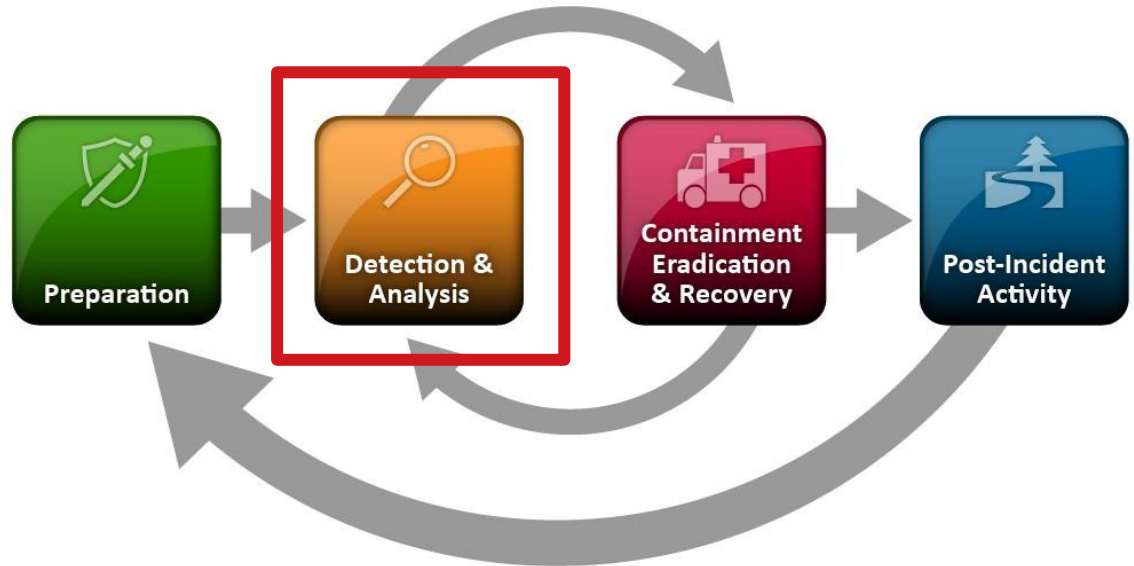 Preparation
Detection &
Analysis
Containment
Eradication
& Recovery
Post-Incident
Activity